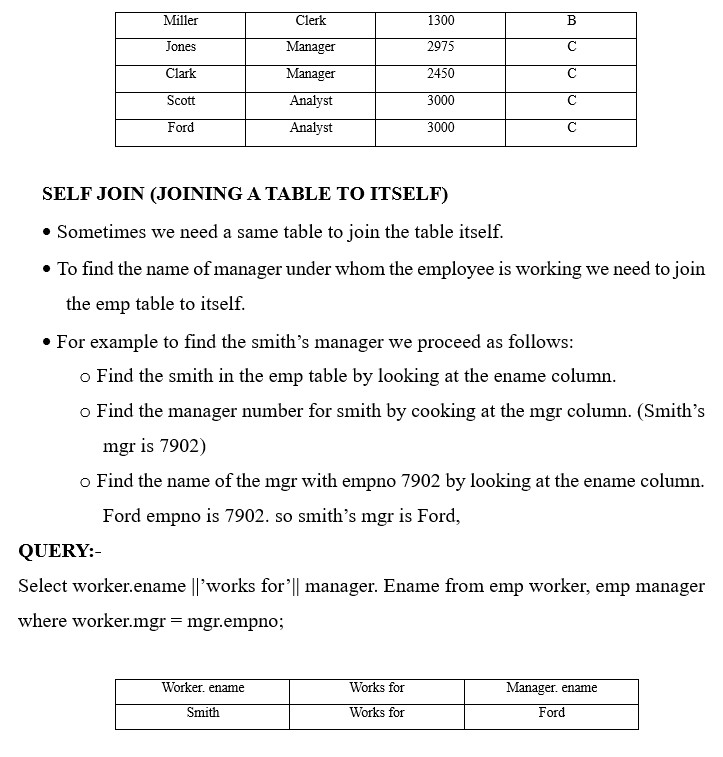 Miller Clerk 1300 B
Jones Manager 2975 C
Clark Manager 2450 C
Scott Analyst 3000 C
Ford Analyst 3000 C
SELF JOIN (JOINING A TABLE TO ITSELF)
• Sometimes we need a same table to join the table itself.
• To find the name of manager under whom the employee is working we need to join
the emp table to itself.
• For example to find the smith’s manager we proceed as follows:
o Find the smith in the emp table by looking at the ename column.
o Find the manager number for smith by cooking at the mgr column. (Smith’s
mgr is 7902)
o Find the name of the mgr with empno 7902 by looking at the ename column.
Ford empno is 7902. so smith’s mgr is Ford,
QUERY:-
Select worker.ename ||’works for’|| manager. Ename from emp worker, emp manager
where worker.mgr = mgr.empno;
Worker. ename Works for Manager. ename
Smith Works for Ford